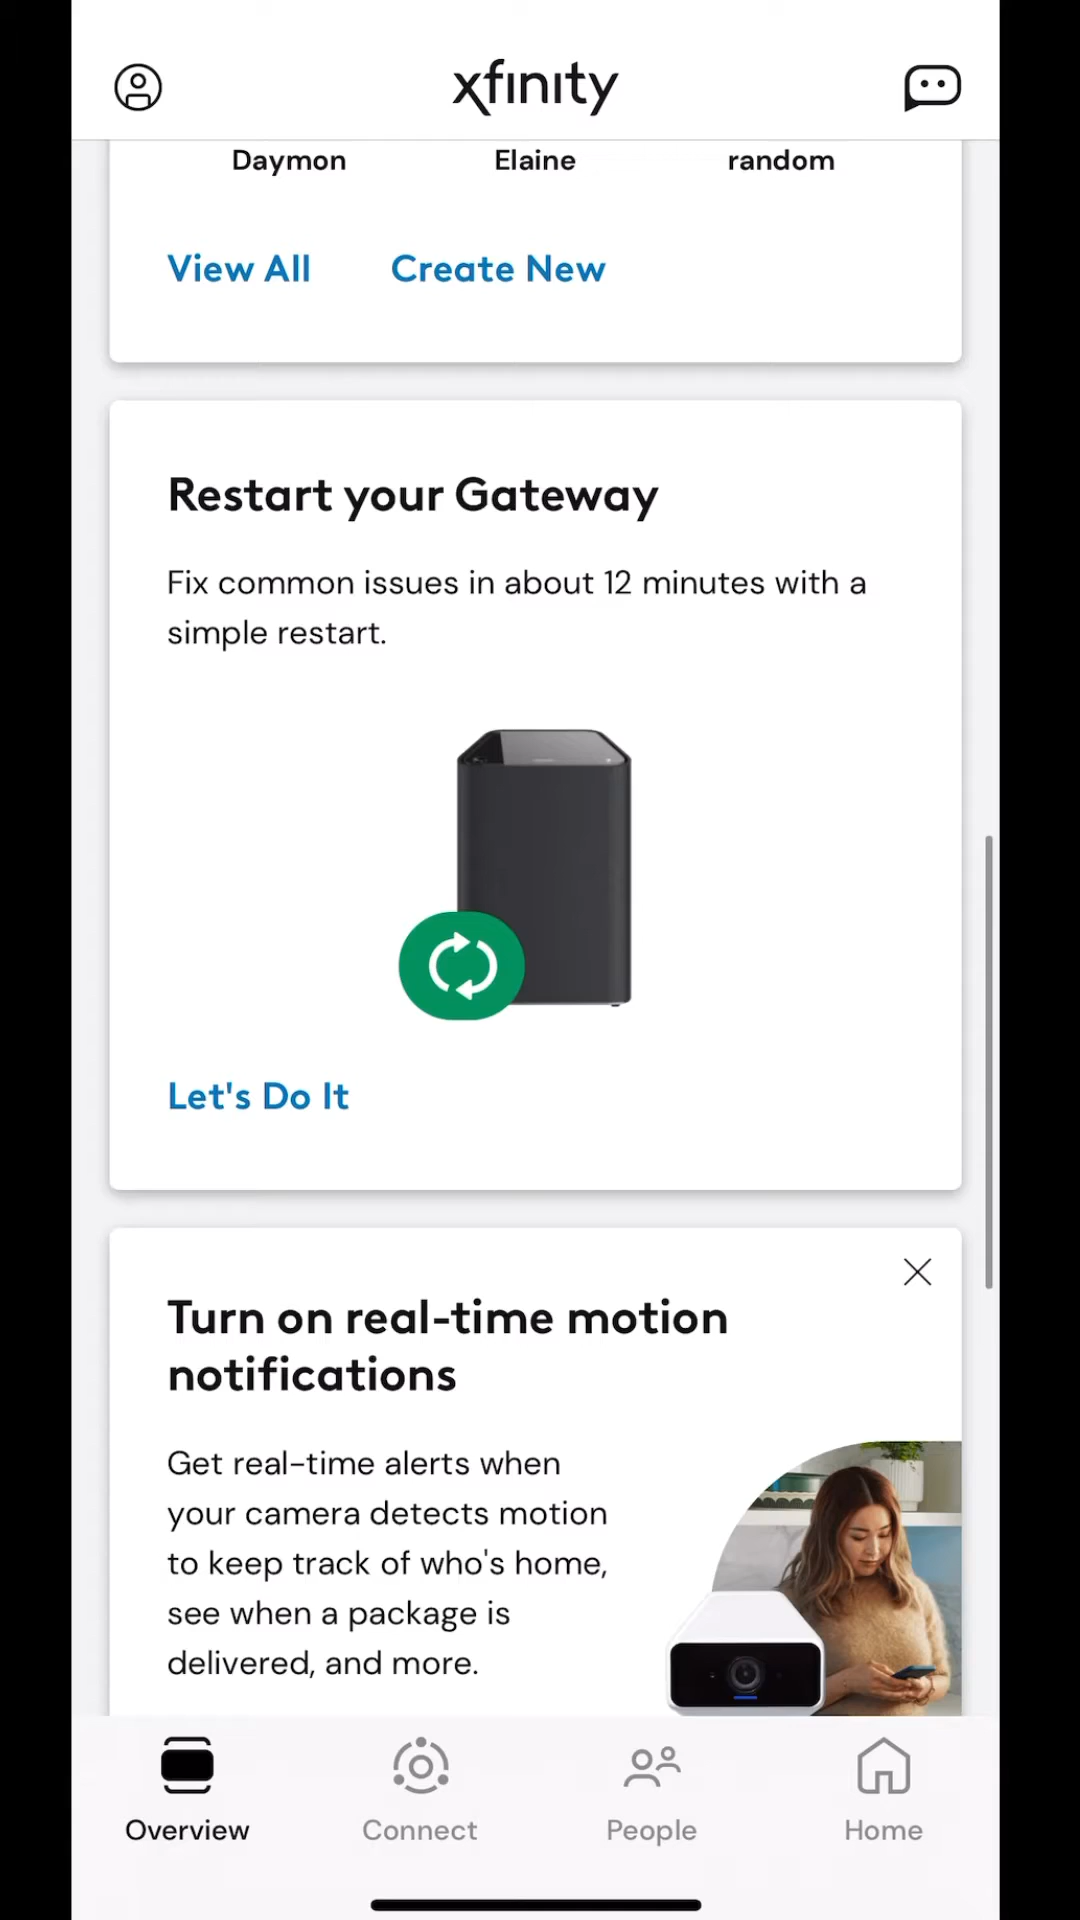 xfinity
Daymon Elaine random
View All Create New
Restart your Gateway
Fix common issues in about 12 minutes with a
simple restart.
Let's Do It
Turn on real-time motion
notifications
Get real-time alerts when
your camera detects motion
to keep track of who's home,
see when a package is
delivered, and more.
Overview Connect People Home